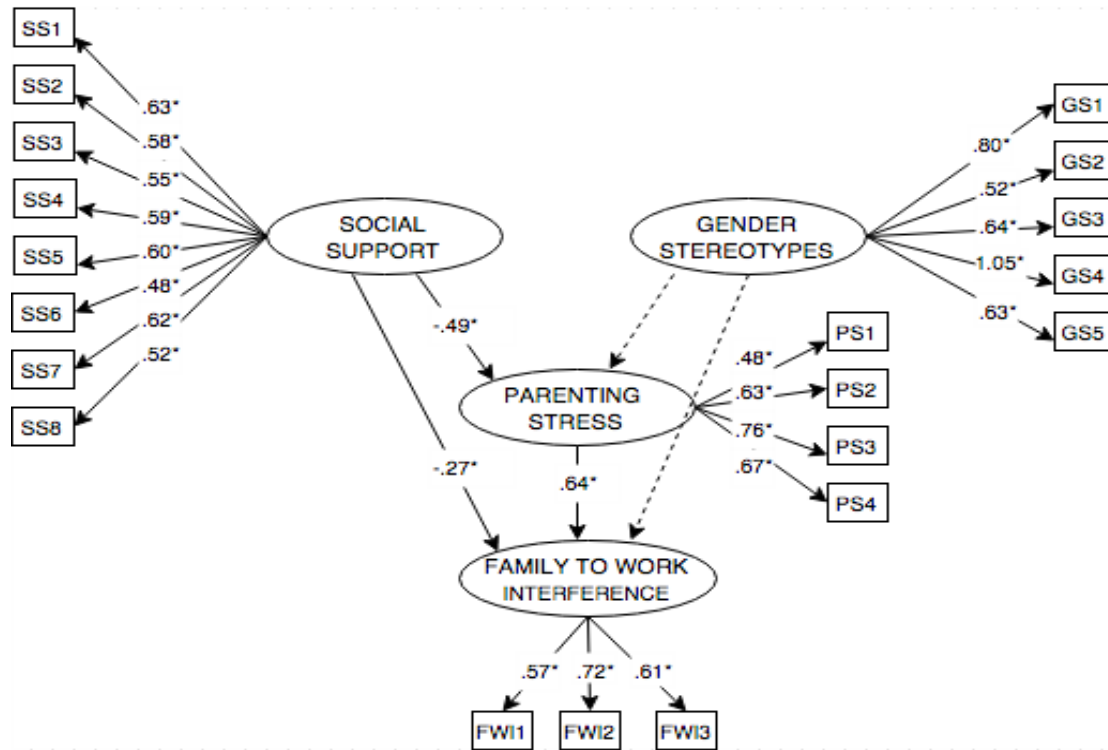 SS1
SS2
SS3
SS4
SS5
SS6
SS7
SS8
.63*
.58*
.55*
.59*
.60*
.48*
.62*
.52*
SOCIAL
SUPPORT
GENDER
STEREOTYPES
.80*
.52*
.64*
1.05*
.63*
GS1
GS2
GS3
GS4
GS5
-.49*
-.27*
PARENTING
STRESS
.48*
.63*
.76*
.67*
PS1
PS2
PS3
PS4
.64*
FAMILY TO WORK
INTERFERENCE
.57*
.72*
.61*
FWI1
FWI2
FWI3